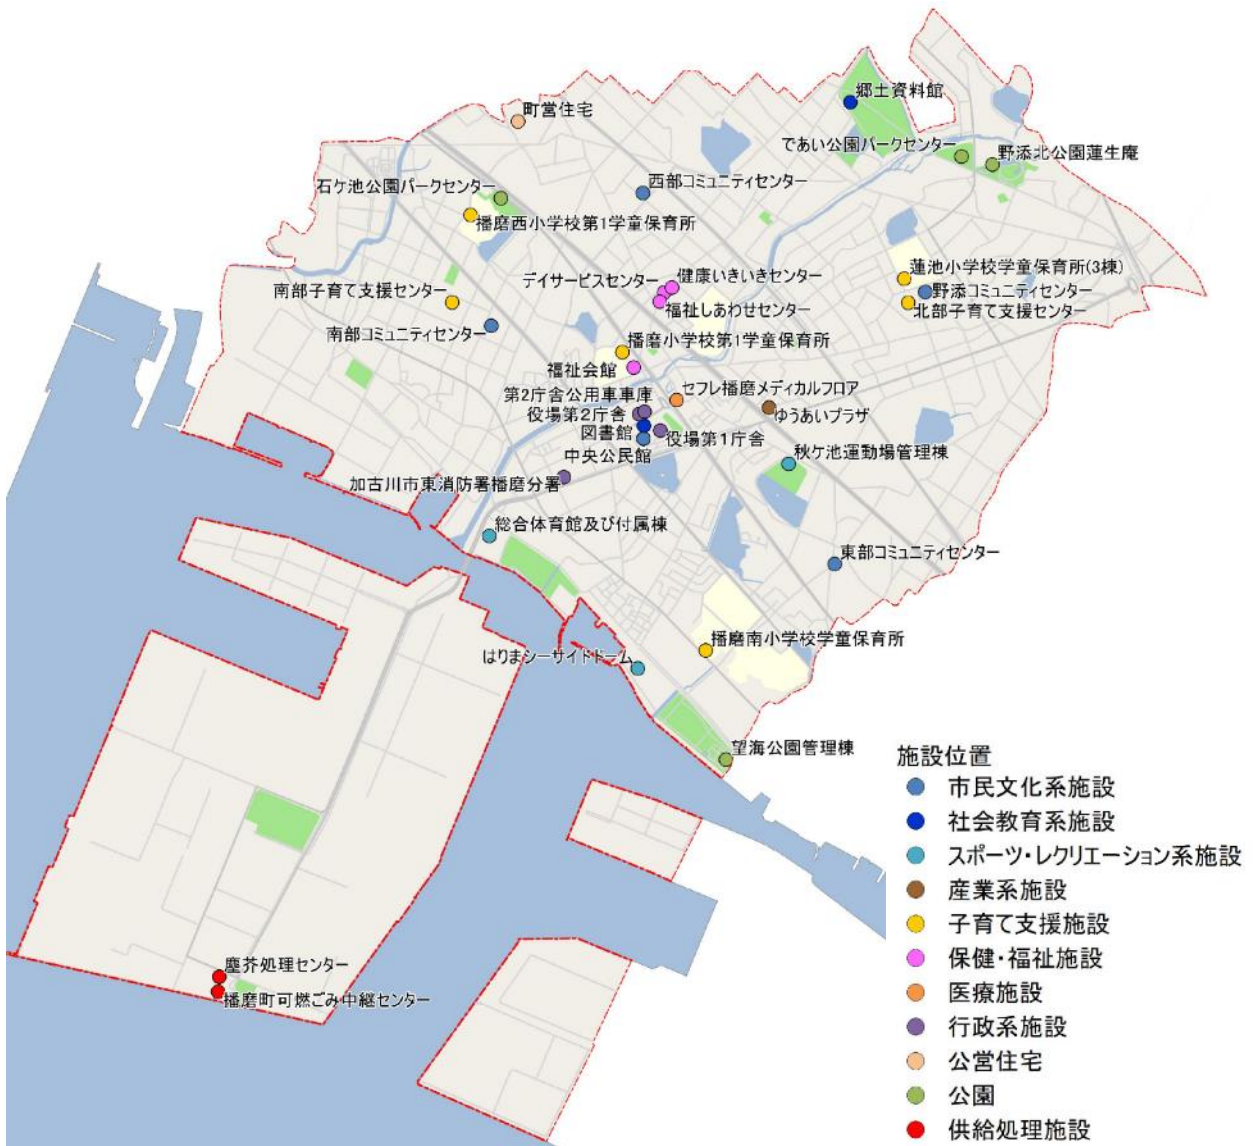 郷土資料館
町営住宅
であい公園パークセンター
野添北公園蓮生庵
西部コミュニティセンター
石ケ池公園パークセンター
播磨西小学校第1学童保育所
蓮池小学校学童保育所(3棟)
デイサービスセンター
健康いきいきセンター
野添コミュニティセンター
南部子育て支援センター
福祉しあわせセンター
北部子育て支援センター
南部コミュニティセンター
播磨小学校第1学童保育所
福祉会館
セフレ播磨メディカルフロア
第2庁舎公用車車庫
役場第2庁舎
ゆうあいプラザ
図書館
役場第1庁舎
中央公民館
秋ケ池運動場管理棟
加古川市東消防署播磨分署
総合体育館及び付属棟
東部コミュニティセンター
播磨南小学校学童保育所
はりまシーサイドドーム
望海公園管理棟
塵芥処理センター
播磨町可燃ごみ中継センター
施設位置
市民文化系施設
社会教育系施設
スポーツ・レクリエーション系施設
産業系施設
子育て支援施設
保健・福祉施設
医療施設
行政系施設
公営住宅
公園
供給処理施設